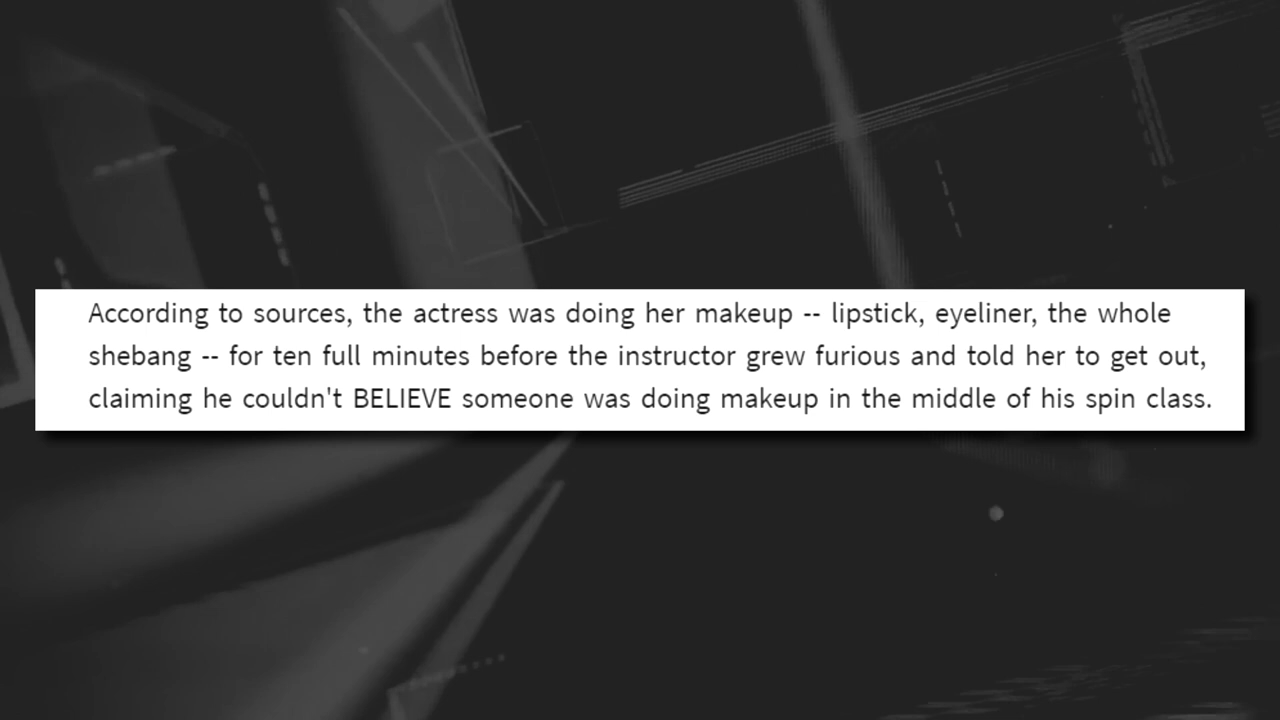 According to sources, the actress was doing her makeup -- lipstick, eyeliner, the whole
shebang -- for ten full minutes before the instructor grew furious and told her to get out,
claiming he couldn't BELIEVE someone was doing makeup in the middle of his spin class.